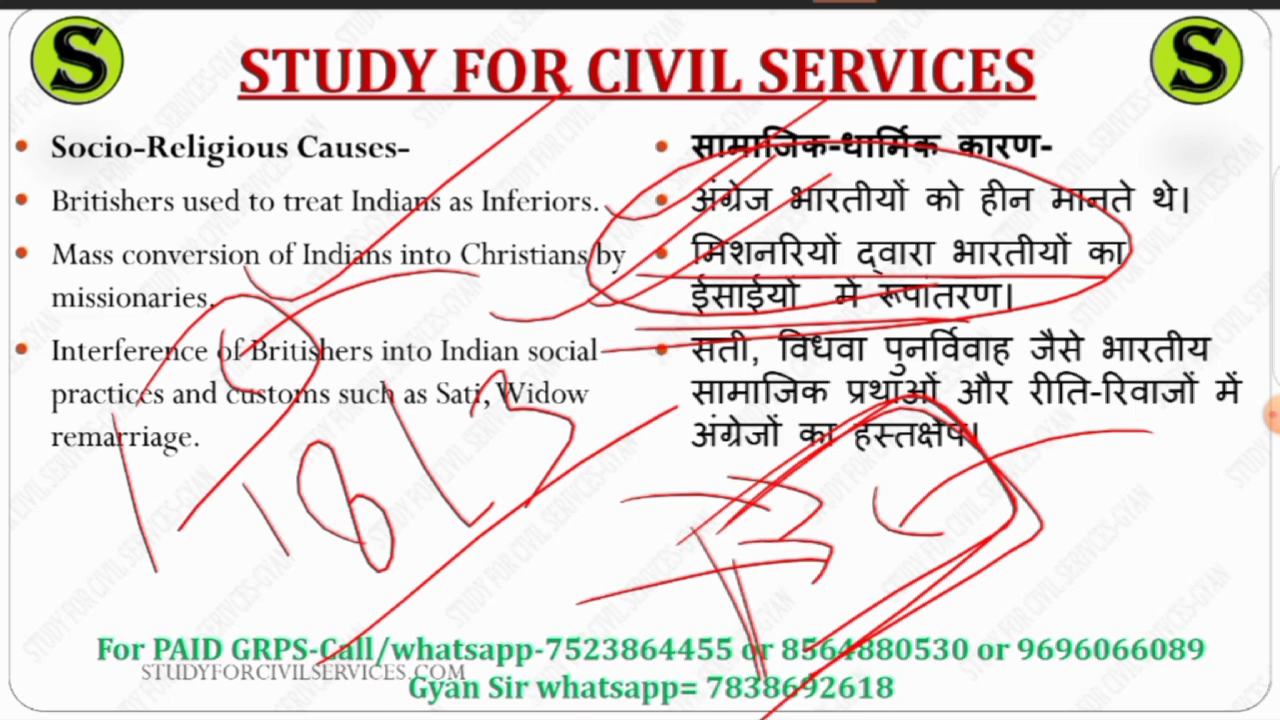 S
STUDY FOR CIVIL SERVICES
S
Socio-Religious Causes-
Britishers used to treat Indians as Inferiors.
Mass conversion of Indians into Christians by
missionaries.
Interference of Britishers into Indian social
practices and customs such as Sati, Widow
remarriage.
सामाजिक-धार्मिक कारण-
अंग्रेज भारतीयों को हीन मानते थे।
मिशनरियों द्वारा भारतीयों का
ईसाईयो में रूपांतरण।
सती, विधवा पुनर्विवाह जैसे भारतीय
सामाजिक प्रथाओं और रीति-रिवाजों में
अंग्रेजों का हस्तक्षेप।
1813
For PAID GRPS-Call/whatsapp-7523864455 or 8564880530 or 9696066089
STUDYFORCIVILSERVICES.COM
Gyan Sir whatsapp= 7838692618